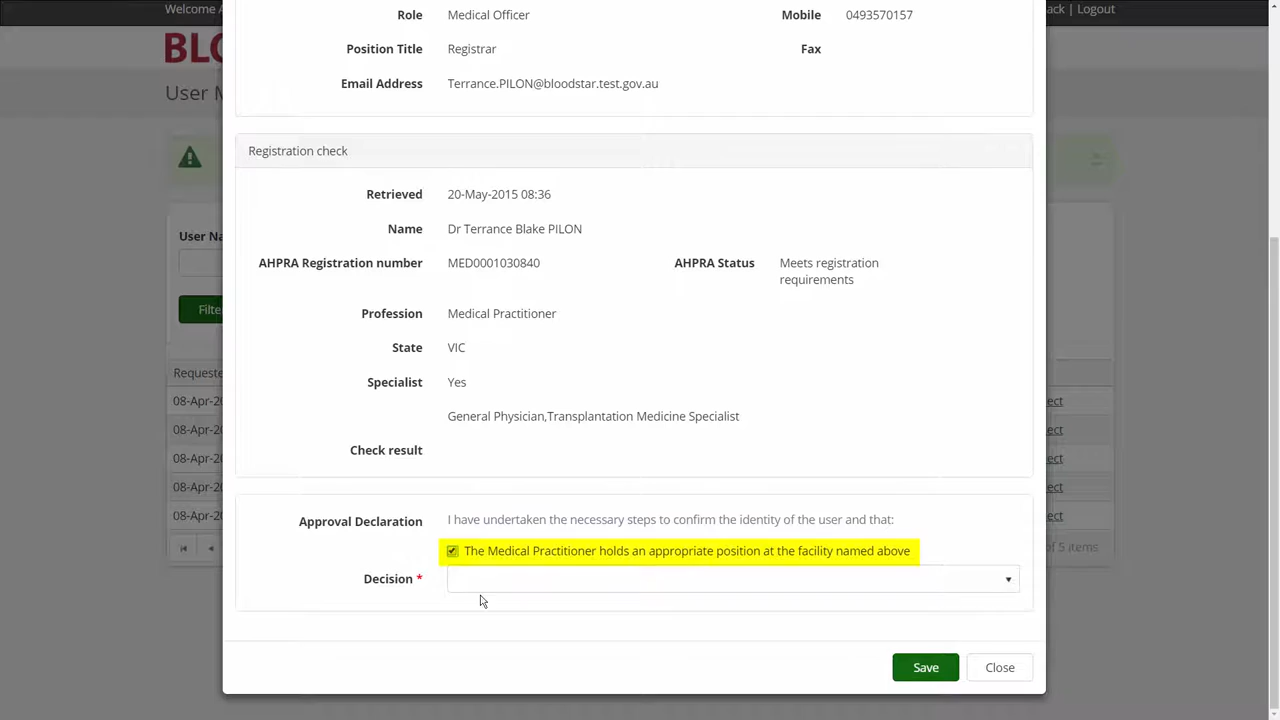 Welcome A
ck | Logout
Role Medical Officer Mobile 0493570157
BLO
Position Title Registrar Fax
Email Address Terrance.PILON@bloodstar.test.gov.au
User M
Registration check
Retrieved 20-May-2015 08:36
Name Dr Terrance Blake PILON
User Na
AHPRA Registration number MED0001030840 AHPRA Status Meets registration
requirements
Filte
Profession Medical Practitioner
State VIC
Requeste
Specialist Yes
08-Apr-20 ect
General Physician,Transplantation Medicine Specialist
08-Apr-20 ect
Check result
08-Apr-20 ect
08-Apr-20 ect
08-Apr-20 ect
Approval Declaration I have undertaken the necessary steps to confirm the identity of the user and that:
The Medical Practitioner holds an appropriate position at the facility named above
of 5 items
Decision *
Save Close